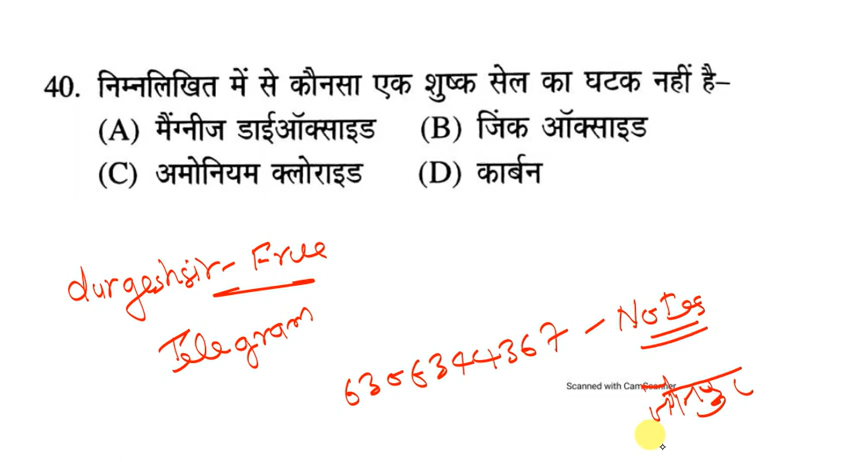 40. निम्नलिखित में से कौनसा एक शुष्क सेल का घटक नहीं है–
(A) मैंग्नीज डाईऑक्साइड (B) जिंक ऑक्साइड
(C) अमोनियम क्लोराइड (D) कार्बन
durgeshsir- Free
Telegram
6306344367 - Notes
Scanned with CamScanner
जौनपुर